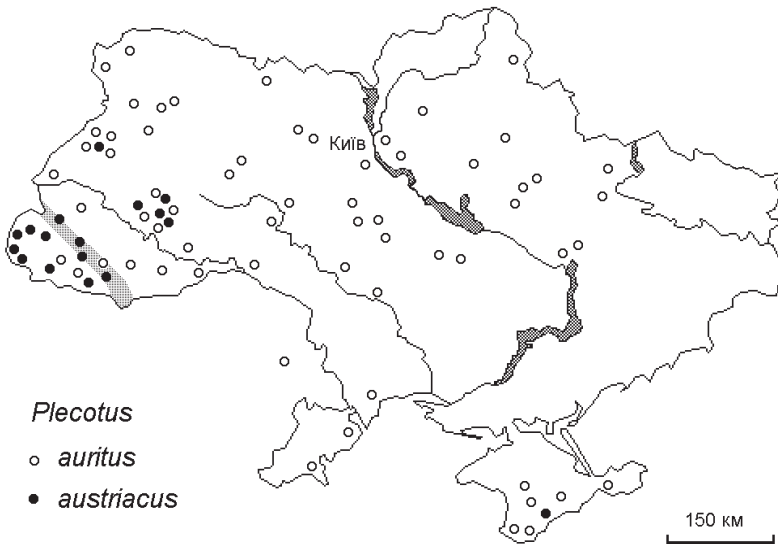 Київ
Plecotus
auritus
austriacus
150 км